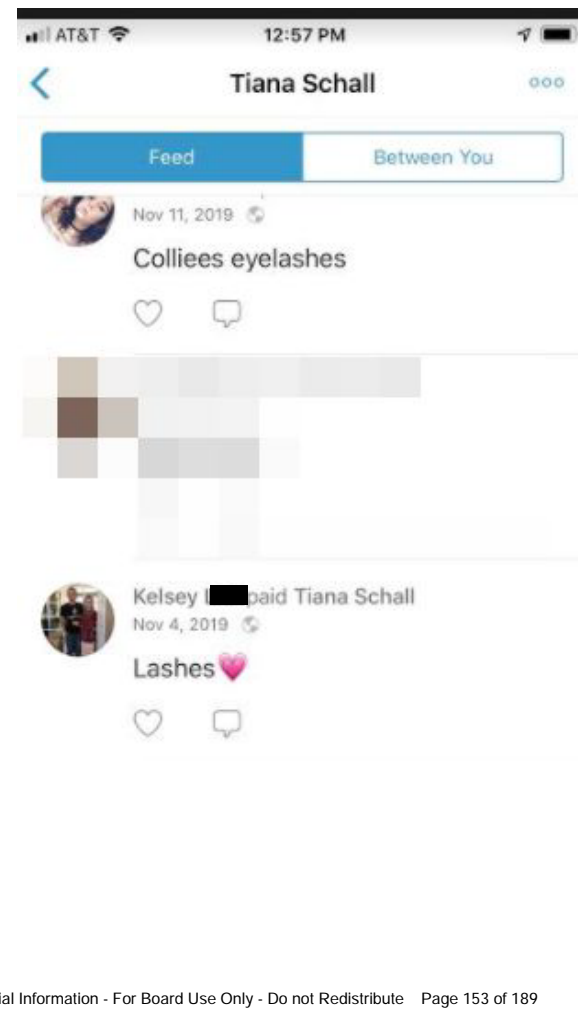 AT&T 12:57 PM
Tiana Schall
Feed Between You
Nov 11, 2019
Colliees eyelashes
Kelsey paid Tiana Schall
Nov 4, 2019
Lashes💗
ial Information - For Board Use Only - Do not Redistribute Page 153 of 189